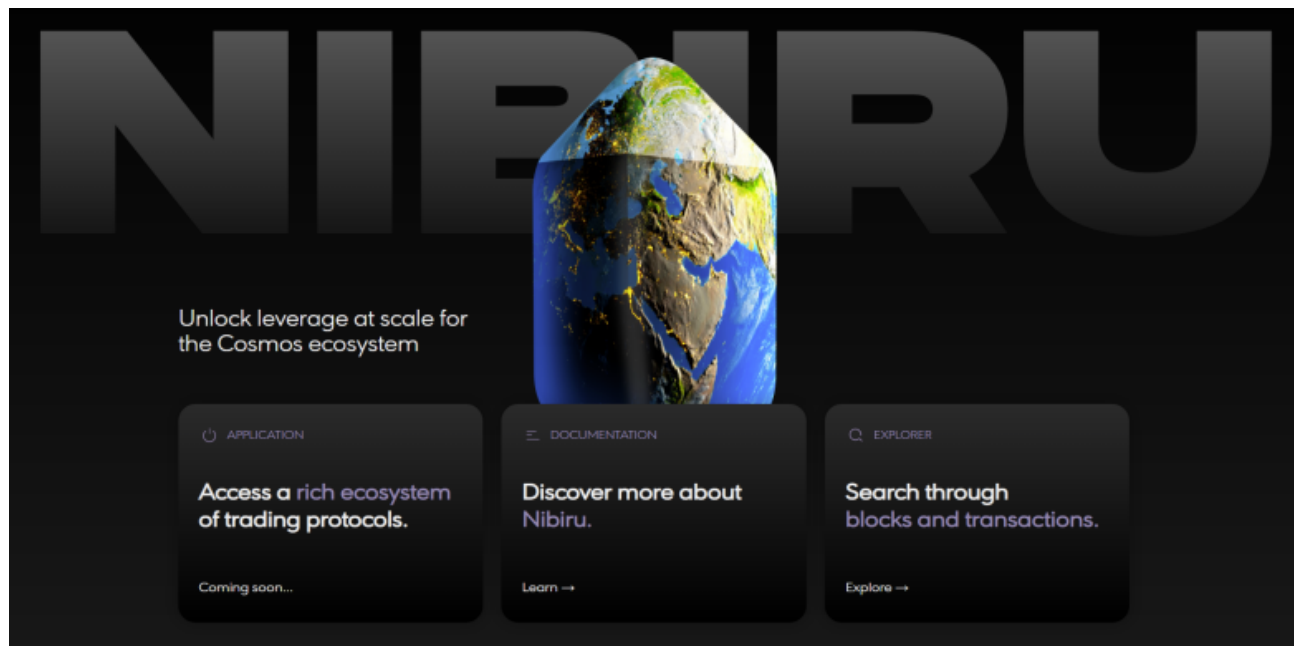 NIBIRU
Unlock leverage at scale for
the Cosmos ecosystem
APPLICATION
Access a rich ecosystem
of trading protocols.
Coming soon...
DOCUMENTATION
Discover more about
Nibiru.
Learn →
EXPLORER
Search through
blocks and transactions.
Explore →